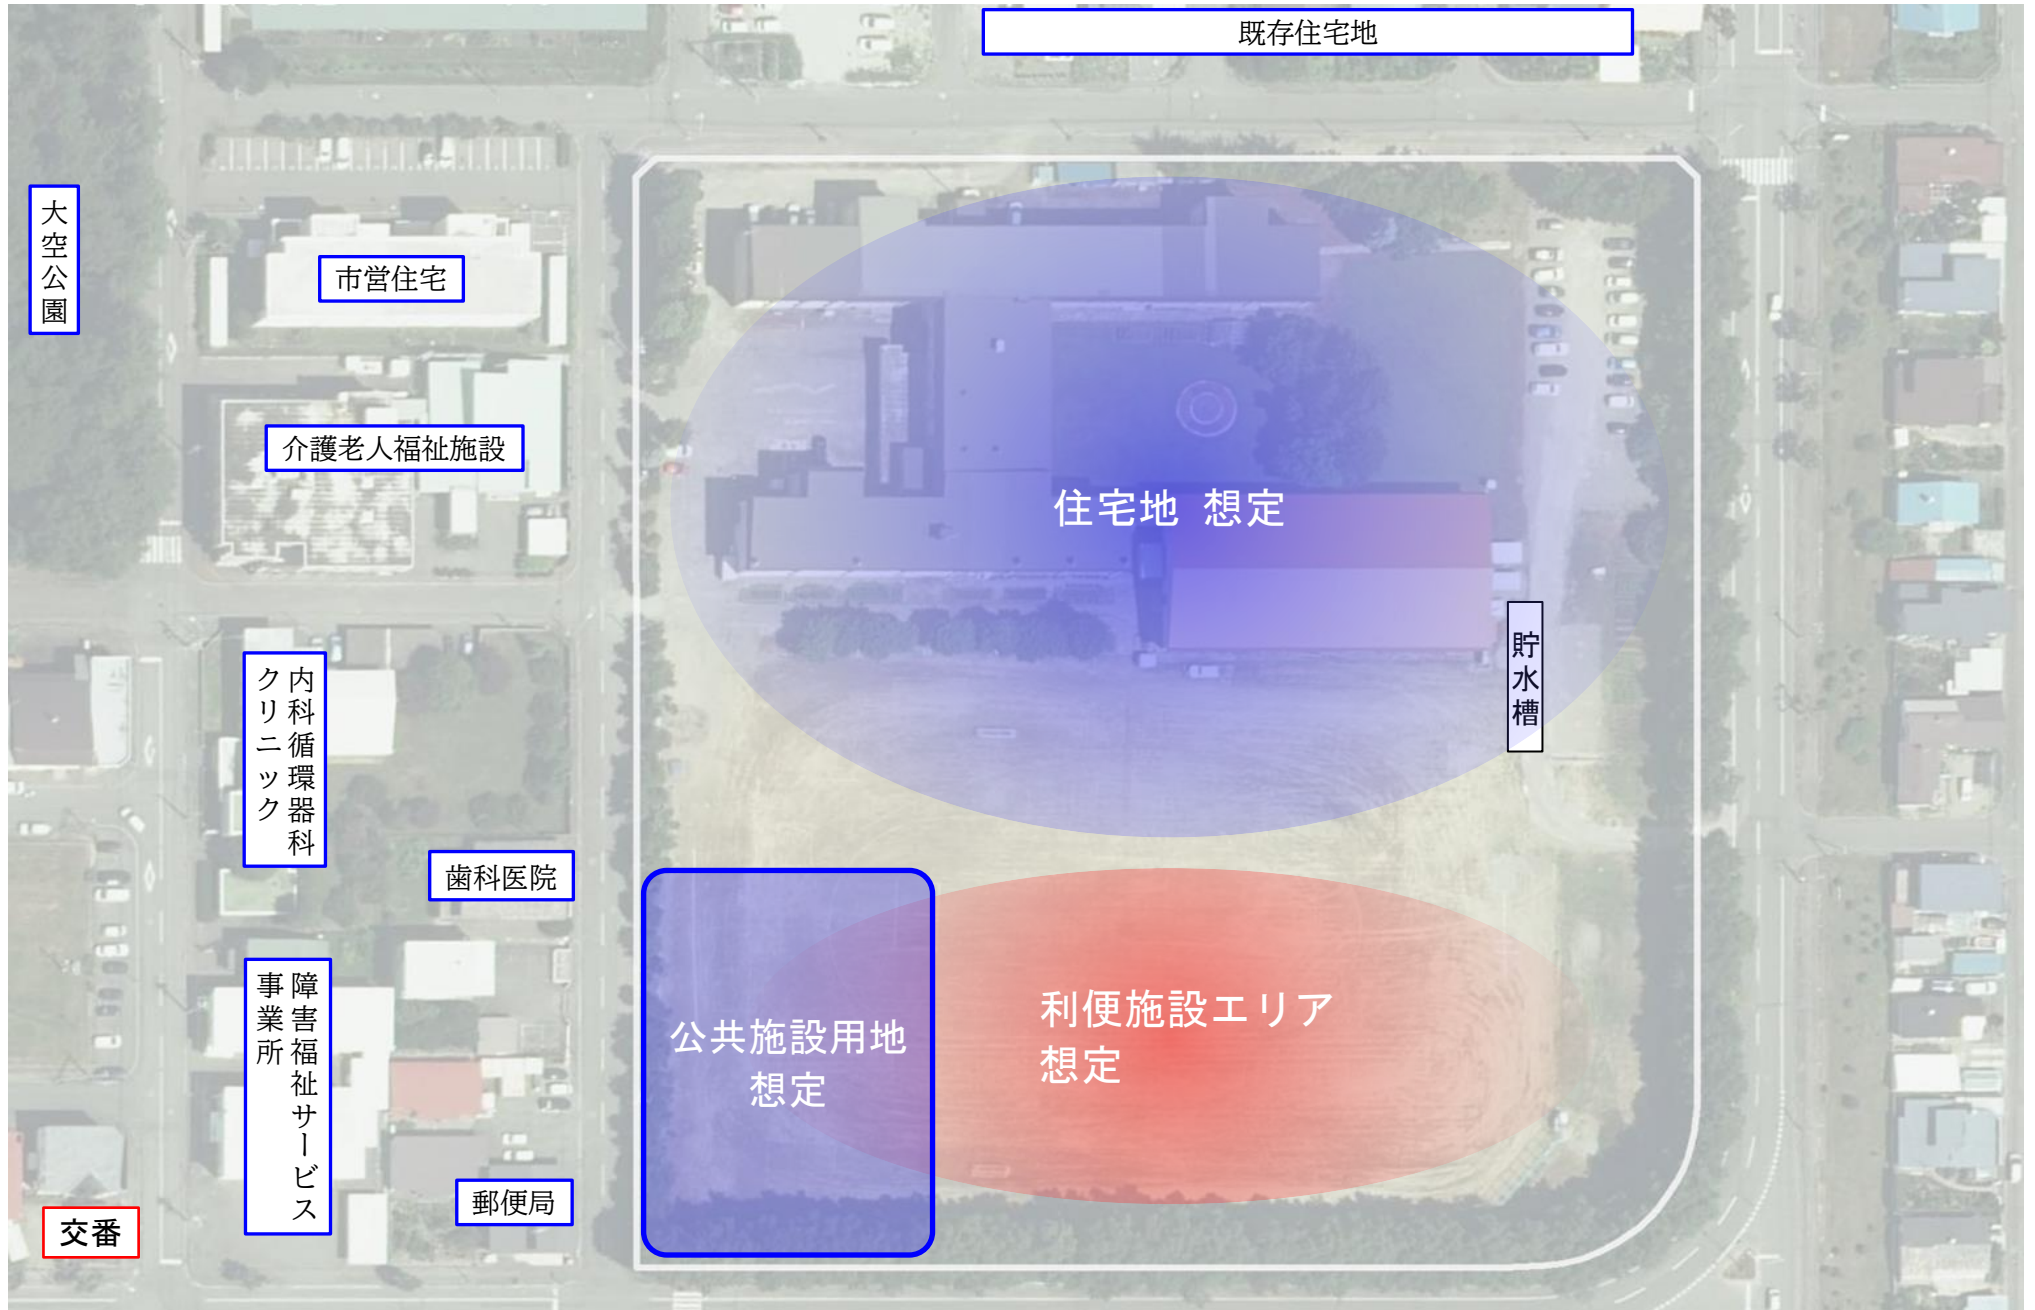 既存住宅地
大空公園
市営住宅
介護老人福祉施設
住宅地 想定
貯水槽
内科循環器科
クリニック
歯科医院
公共施設用地
想定
利便施設エリア
想定
障害福祉サービス
事業所
郵便局
交番